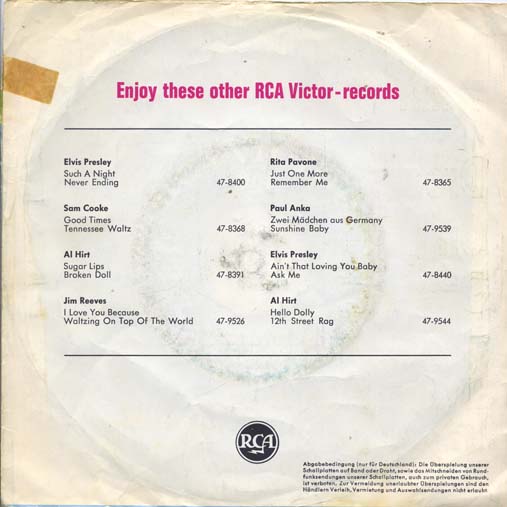 Enjoy these other RCA Victor-records
Elvis Presley
Such A Night
Never Ending 47-8400
Sam Cooke
Good Times
Tennessee Waltz 47-8368
Al Hirt
Sugar Lips
Broken Doll 47-8391
Jim Reeves
I Love You Because
Waltzing On Top Of The World 47-9526
Rita Pavone
Just One More
Remember Me 47-8365
Paul Anka
Zwei Mädchen aus Germany
Sunshine Baby 47-9539
Elvis Presley
Ain't That Loving You Baby
Ask Me 47-8440
Al Hirt
Hello Dolly
12th Street Rag 47-9544
RCA
Abgabebedingung (nur für Deutschland): Die Überspielung unserer
Schallplatten auf Band oder Draht, sowie das Mitschneiden von Rund-
funksendungen unserer Schallplatten, auch zum privaten Gebrauch,
ist verboten. Zur Vermeidung unerlaubter Überspielungen sind den
Händlern Verleih, Vermietung und Auswahlsendungen nicht erlaubt.